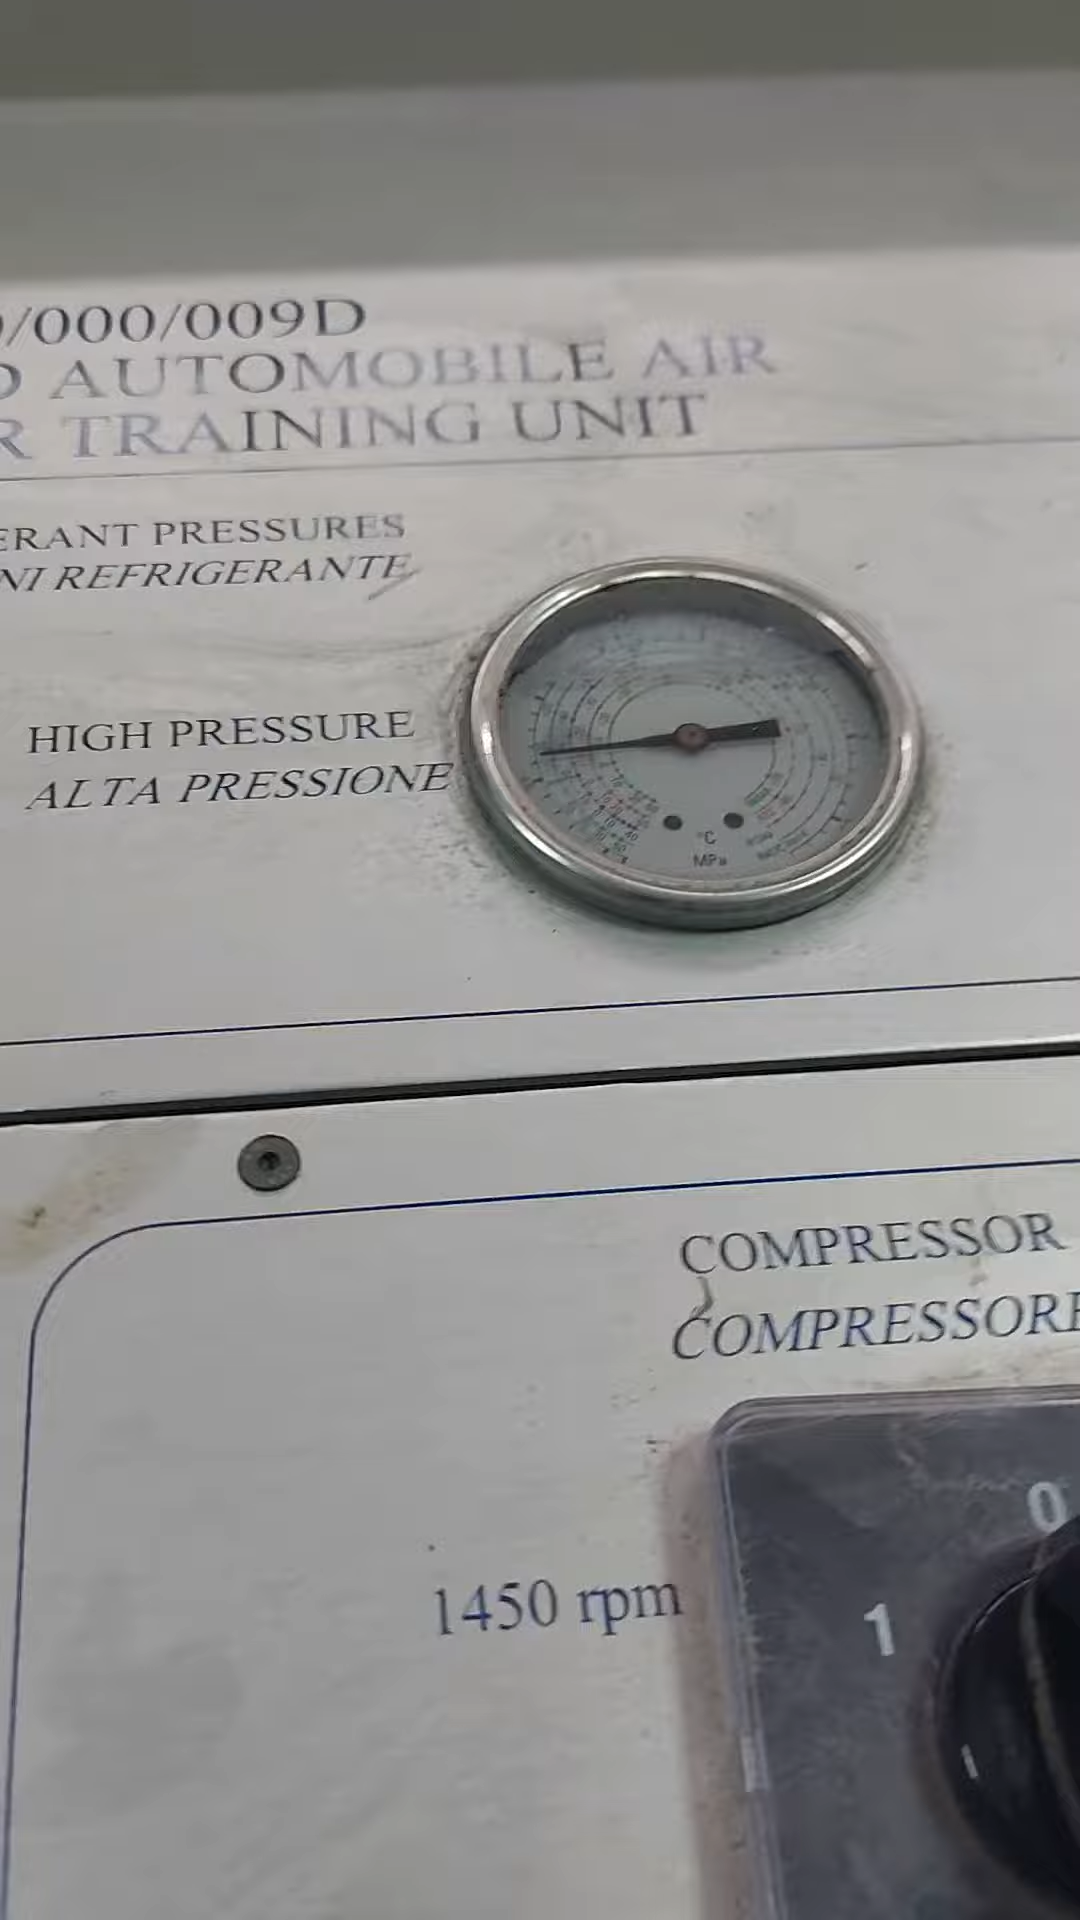 /000/009D
AUTOMOBILE AIR
R TRAINING UNIT
ERANT PRESSURES
NI REFRIGERANTE
HIGH PRESSURE
ALTA PRESSIONE
°C
MPa
COMPRESSOR
COMPRESSORE
0
1450 rpm
1